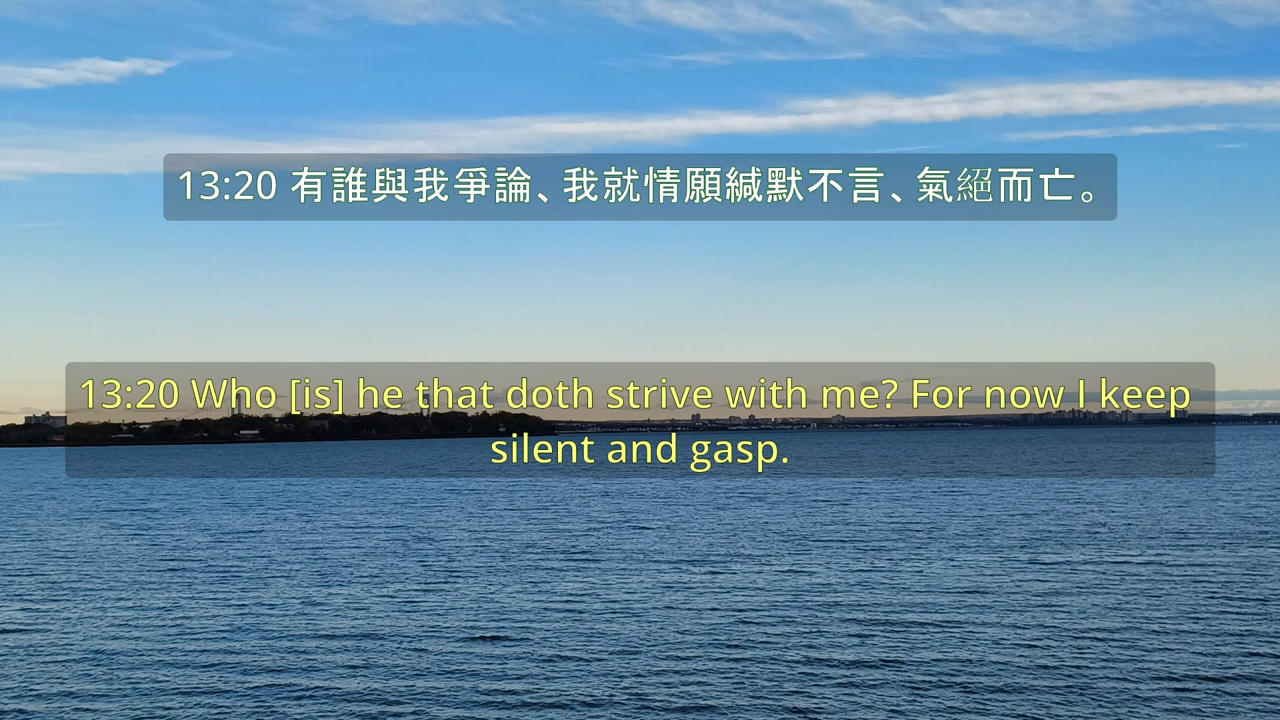 13:20 有誰與我爭論、我就情願緘默不言、氣絕而亡。
13:20 Who [is] he that doth strive with me? For now I keep
silent and gasp.